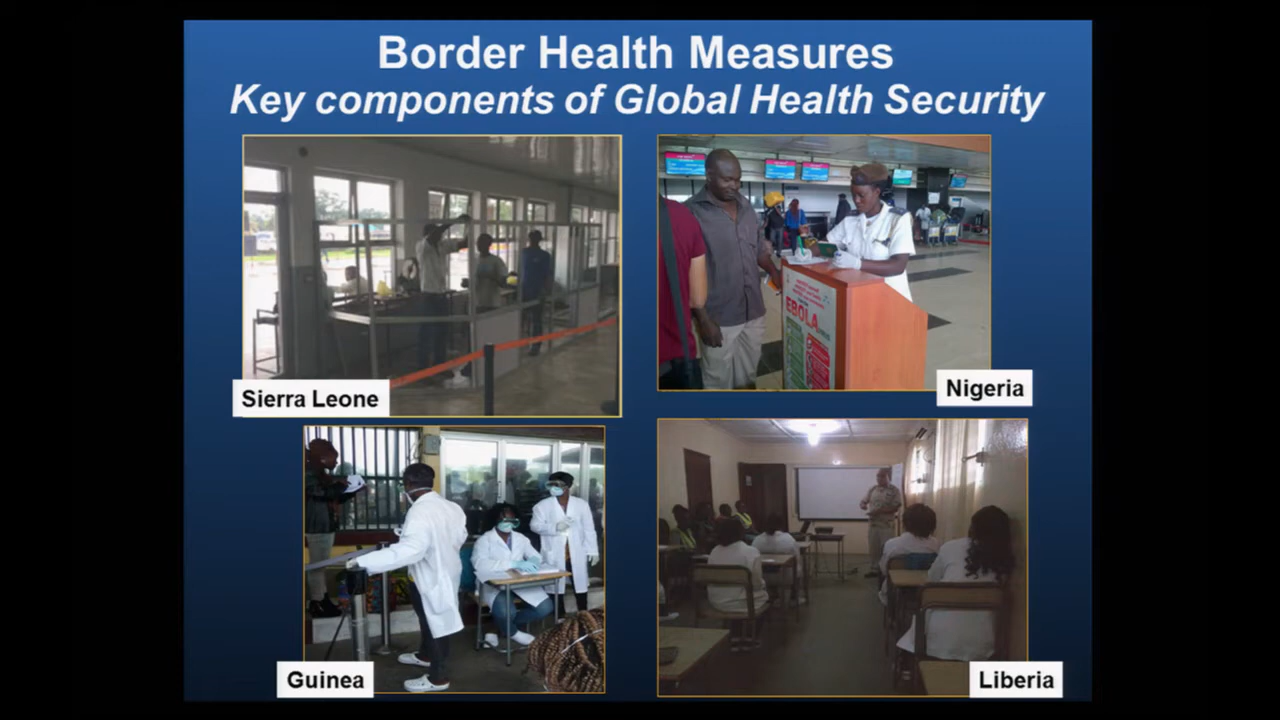 Border Health Measures
Key components of Global Health Security
Sierra Leone
Nigeria
EBOLA
Guinea
Liberia